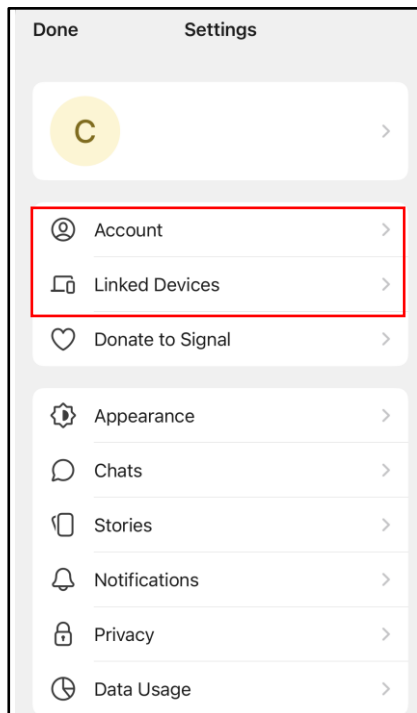 Done Settings
C
Account
Linked Devices
Donate to Signal
Appearance
Chats
Stories
Notifications
Privacy
Data Usage